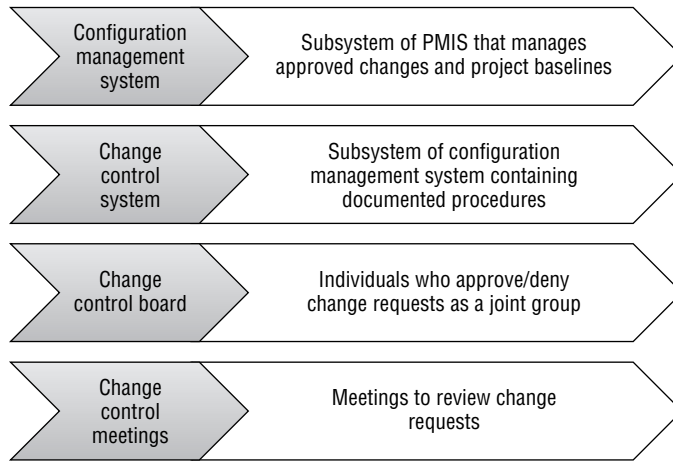 Configuration
management
system
Subsystem of PMIS that manages
approved changes and project baselines
Change
control
system
Subsystem of configuration
management system containing
documented procedures
Change
control board
Individuals who approve/deny
change requests as a joint group
Change
control
meetings
Meetings to review change
requests